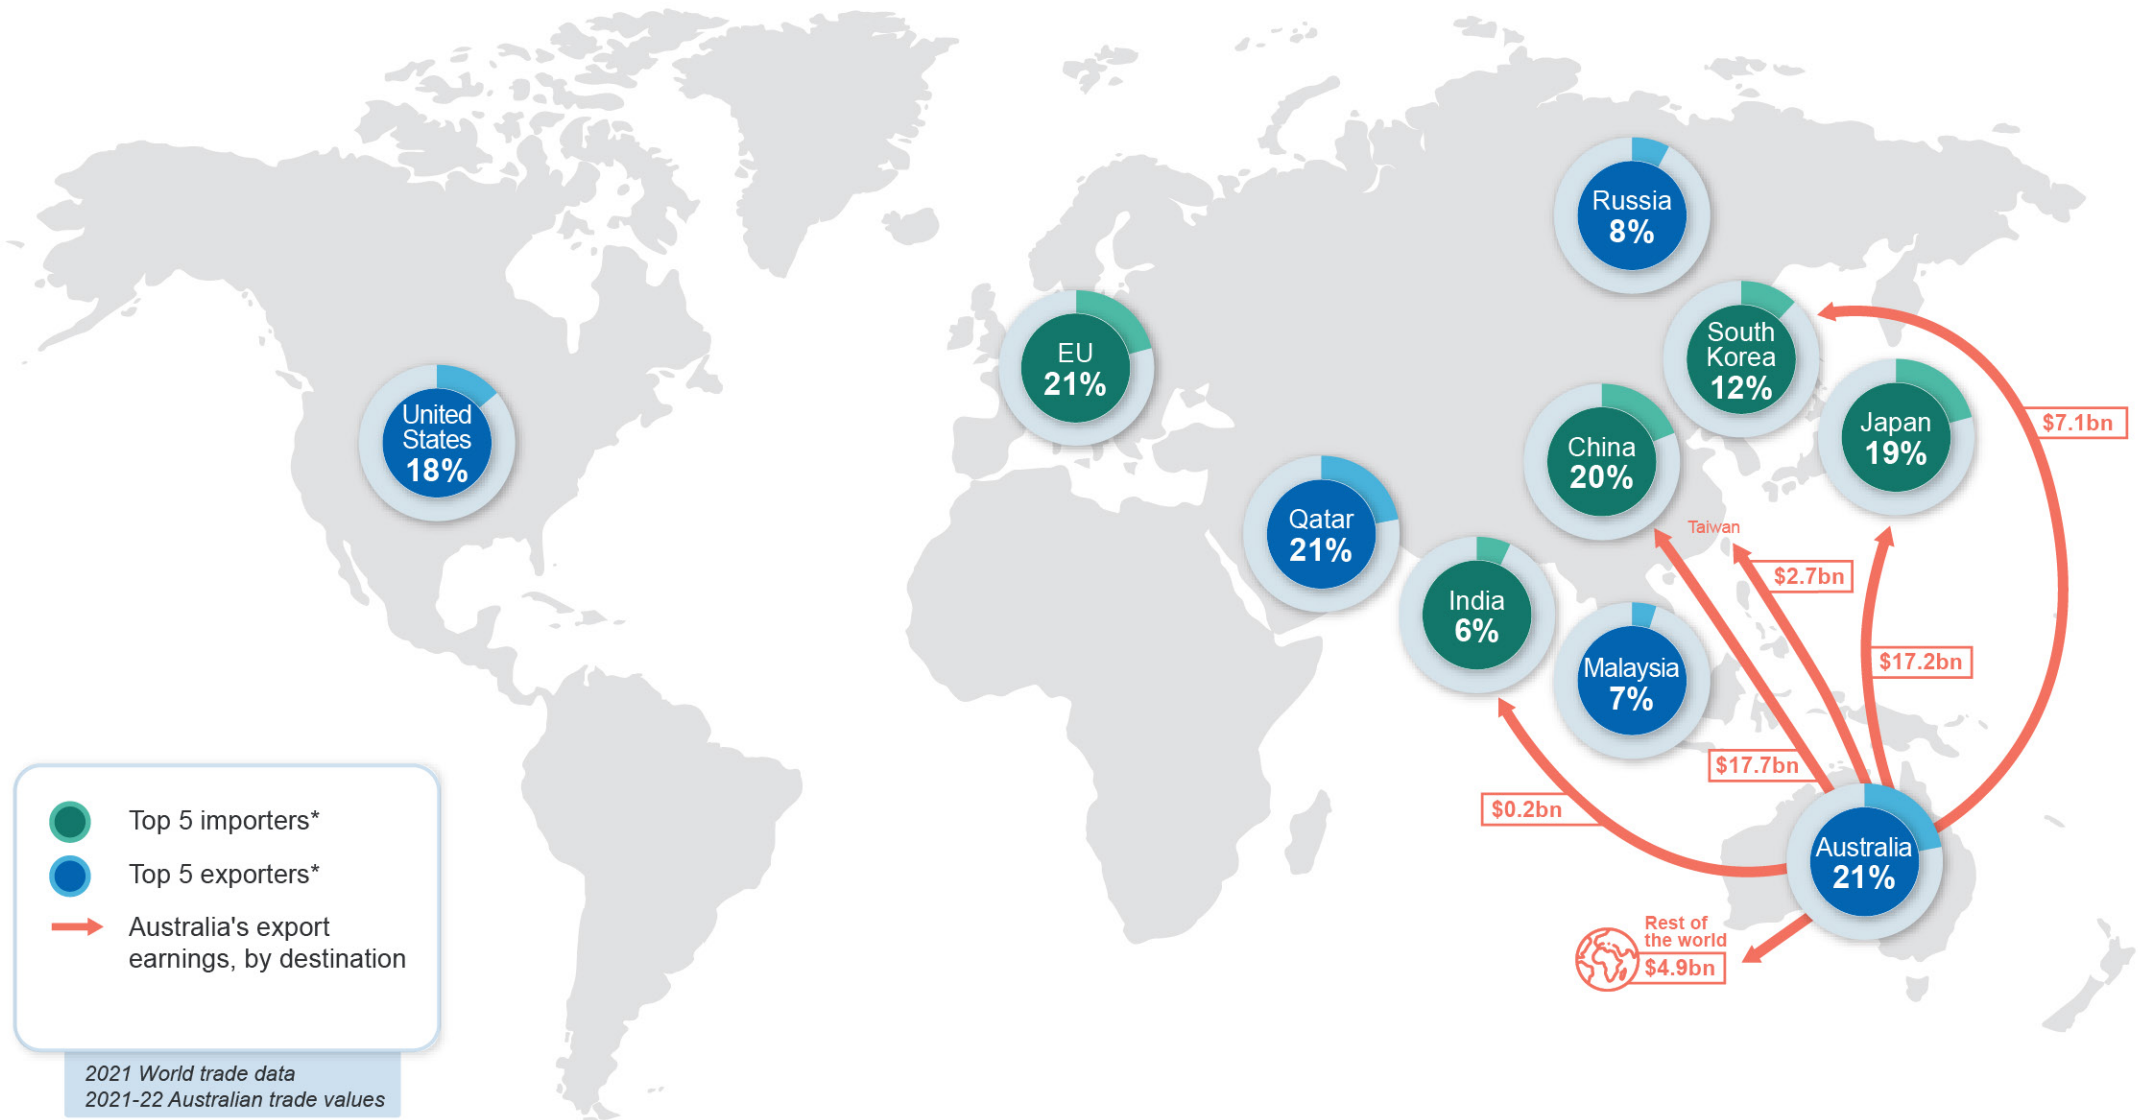 Russia
8%
South
Korea
12%
EU
21%
United
States
18%
China
20%
Japan
19%
$7.1bn
Qatar
21%
Taiwan
$2.7bn
India
6%
Malaysia
7%
$17.2bn
$17.7bn
$0.2bn
Australia
21%
Rest of
the world
$4.9bn
Top 5 importers*
Top 5 exporters*
Australia's export
earnings, by destination
2021 World trade data
2021-22 Australian trade values